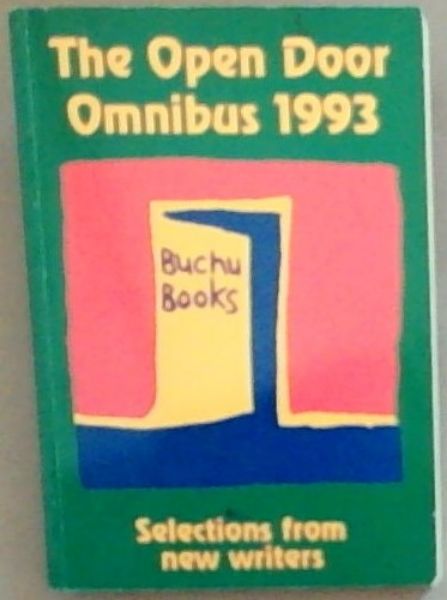 The Open Door
Omnibus 1993
Buchu
Books
Selections from
new writers